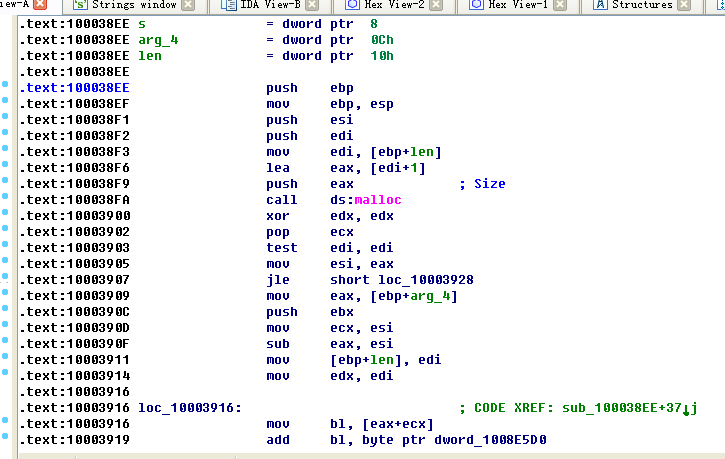 iew-A Strings window IDA View-B Hex View-2 Hex View-1 Structures
.text:100038EE s = dword ptr 8
.text:100038EE arg_4 = dword ptr 0Ch
.text:100038EE len = dword ptr 10h
.text:100038EE
.text:100038EE push ebp
.text:100038EF mov ebp, esp
.text:100038F1 push esi
.text:100038F2 push edi
.text:100038F3 mov edi, [ebp+len]
.text:100038F6 lea eax, [edi+1]
.text:100038F9 push eax ; Size
.text:100038FA call ds:malloc
.text:10003900 xor edx, edx
.text:10003902 pop ecx
.text:10003903 test edi, edi
.text:10003905 mov esi, eax
.text:10003907 jle short loc_10003928
.text:10003909 mov eax, [ebp+arg_4]
.text:1000390C push ebx
.text:1000390D mov ecx, esi
.text:1000390F sub eax, esi
.text:10003911 mov [ebp+len], edi
.text:10003914 mov edx, edi
.text:10003916
.text:10003916 loc_10003916: ; CODE XREF: sub_100038EE+37↓j
.text:10003916 mov bl, [eax+ecx]
.text:10003919 add bl, byte ptr dword_1008E5D0